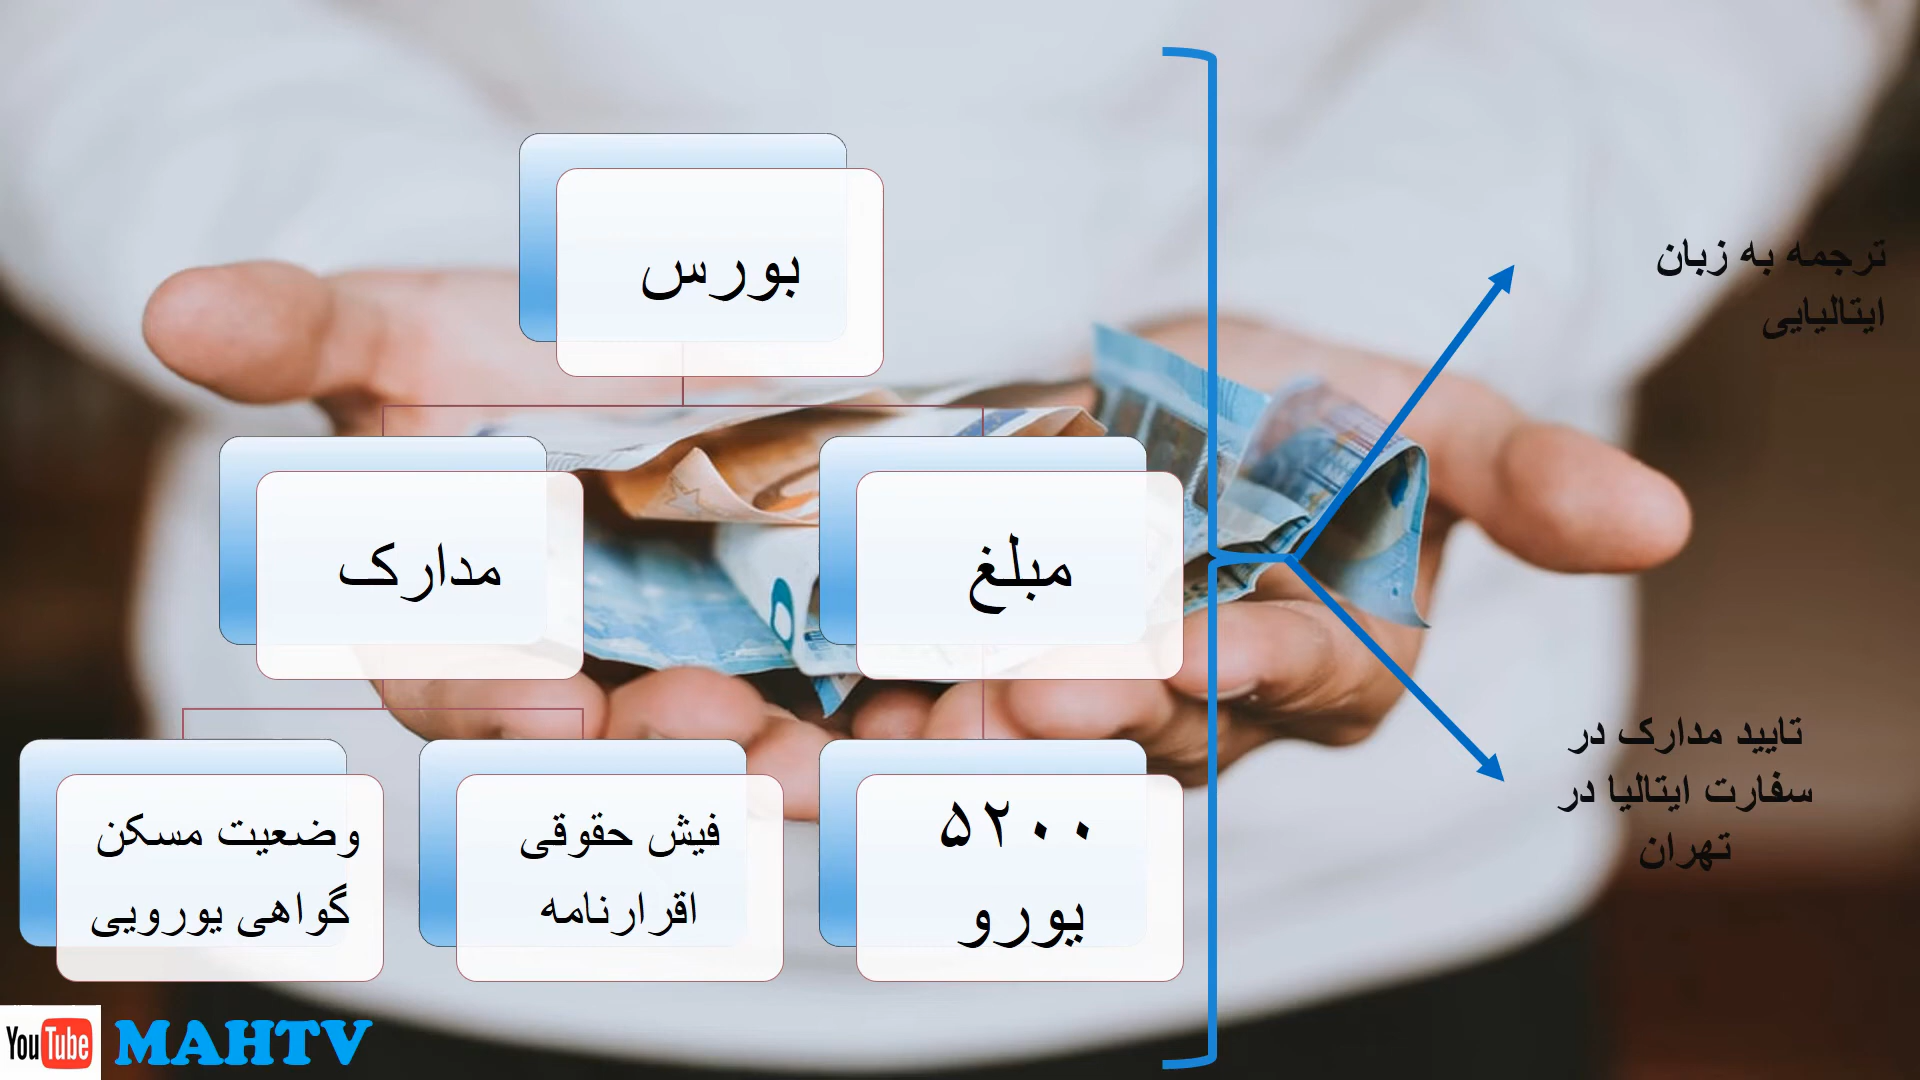 بورس
مدارک
مبلغ
وضعیت مسکن
گواهی یورویی
فیش حقوقی
اقرارنامه
۵۲۰۰
یورو
ترجمه به زبان
ایتالیایی
تایید مدارک در
سفارت ایتالیا در
تهران
YouTube MAHTV